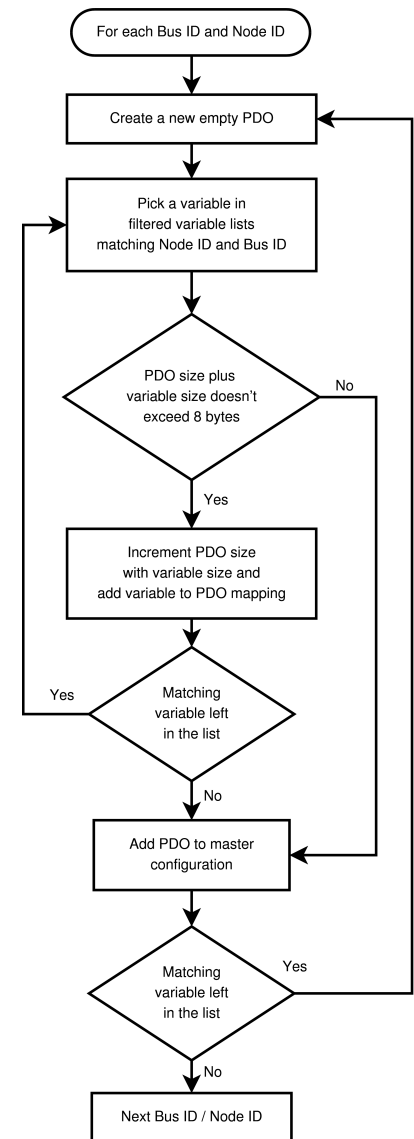 For each Bus ID and Node ID
Create a new empty PDO
Pick a variable in
filtered variable lists
matching Node ID and Bus ID
PDO size plus
variable size doesn't
exceed 8 bytes
No
Yes
Increment PDO size
with variable size and
add variable to PDO mapping
Yes
Matching
variable left
in the list
No
Add PDO to master
configuration
Matching
variable left
in the list
Yes
No
Next Bus ID / Node ID